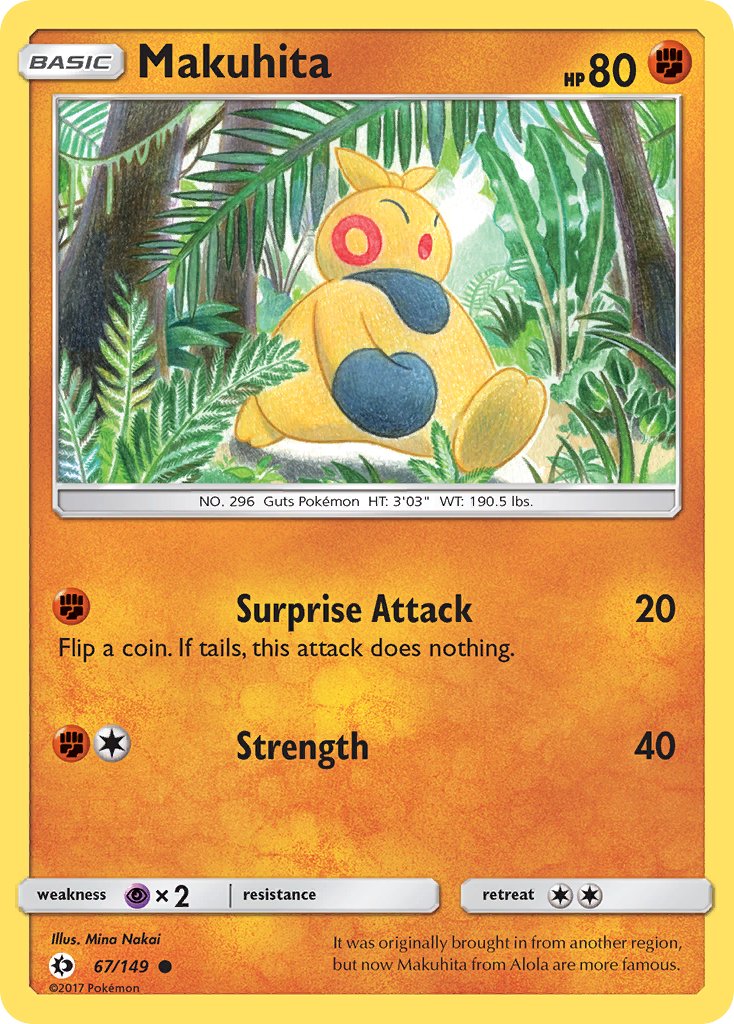 BASIC Makuhita HP 80
NO. 296 Guts Pokémon HT: 3'03" WT: 190.5 lbs.
Surprise Attack 20
Flip a coin. If tails, this attack does nothing.
Strength 40
weakness × 2 resistance retreat
Illus. Mina Nakai
67/149
©2017 Pokémon
It was originally brought in from another region,
but now Makuhita from Alola are more famous.